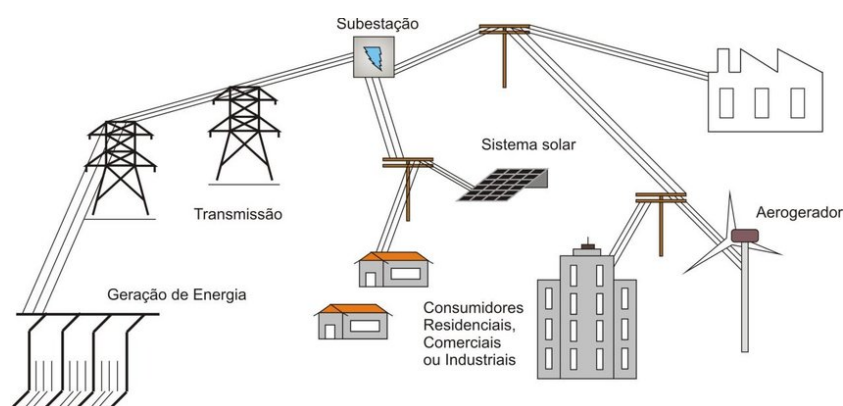 Subestação
Sistema solar
Transmissão
Aerogerador
Geração de Energia
Consumidores
Residenciais,
Comerciais
ou Industriais